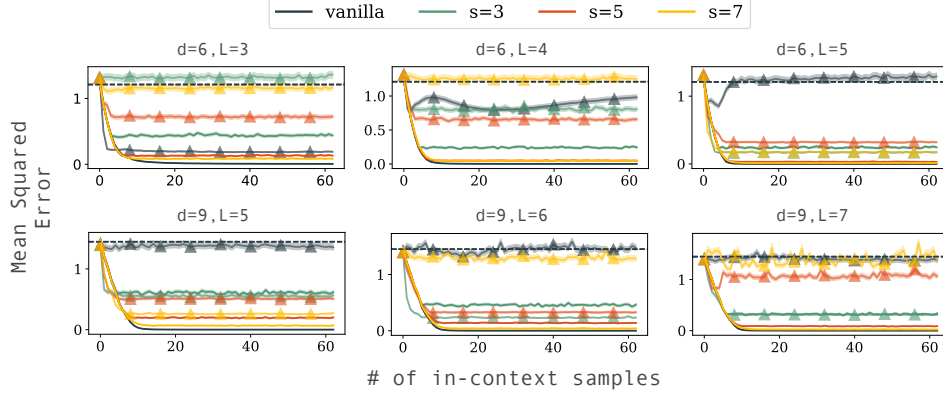 vanilla s=3 s=5 s=7
d=6,L=3 d=6,L=4 d=6,L=5
1
0
0 20 40 60
1.0
0.5
0.0
0 20 40 60
1
0
0 20 40 60
Mean Squared
Error
d=9,L=5 d=9,L=6 d=9,L=7
1
0
0 20 40 60
1
0
0 20 40 60
1
0
0 20 40 60
# of in-context samples